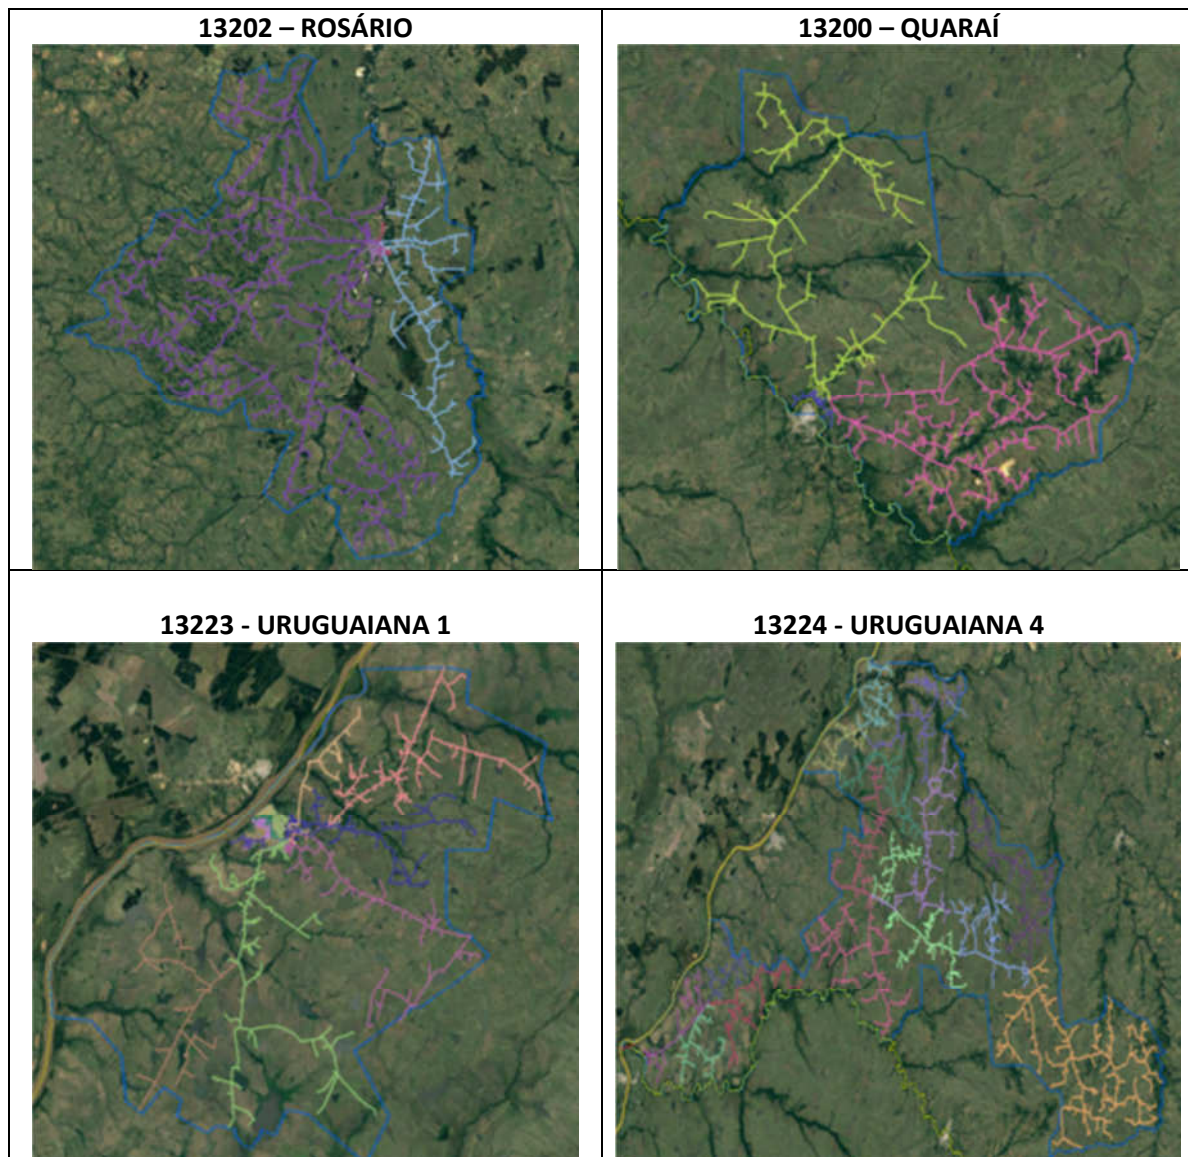 13202 – ROSÁRIO
13200 – QUARAÍ
13223 - URUGUAIANA 1
13224 - URUGUAIANA 4